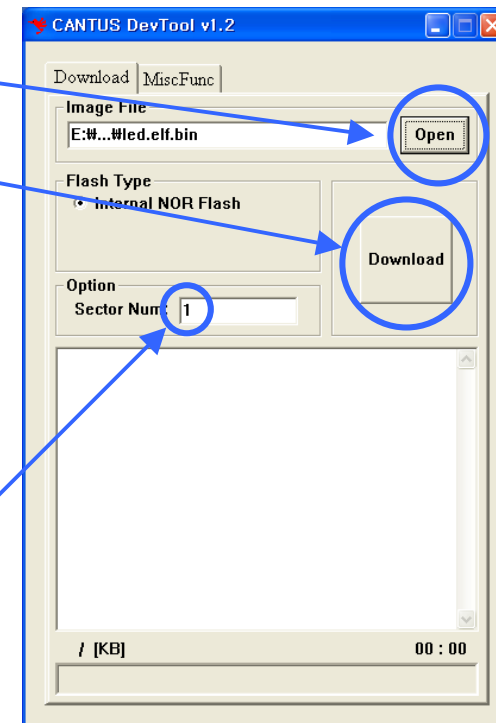 CANTUS DevTool v1.2
Download MiscFunc
Image File
E:₩...₩led.elf.bin Open
Flash Type
Internal NOR Flash
Download
Option
Sector Num: 1
/ [KB] 00 : 00